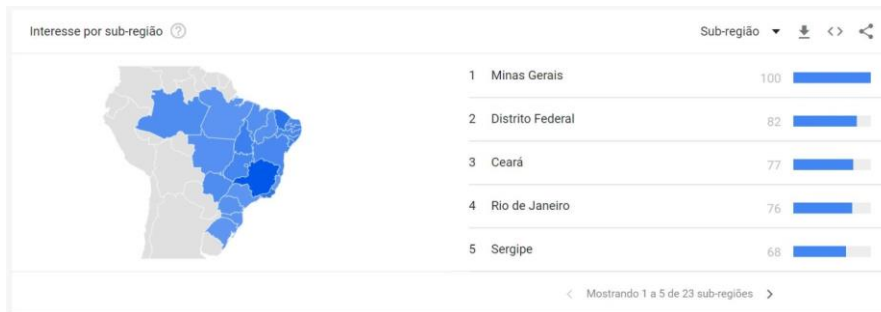 Interesse por sub-região ?
Sub-região
1 Minas Gerais 100
2 Distrito Federal 82
3 Ceará 77
4 Rio de Janeiro 76
5 Sergipe 68
Mostrando 1 a 5 de 23 sub-regiões